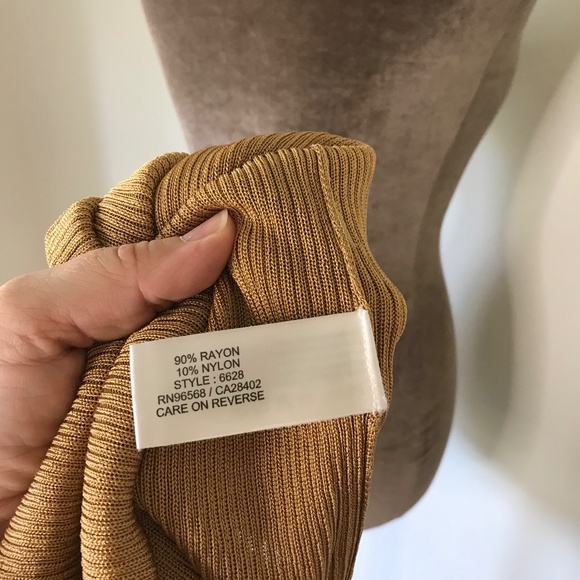 90% RAYON
10% NYLON
STYLE : 6628
RN96568 / CA28402
CARE ON REVERSE